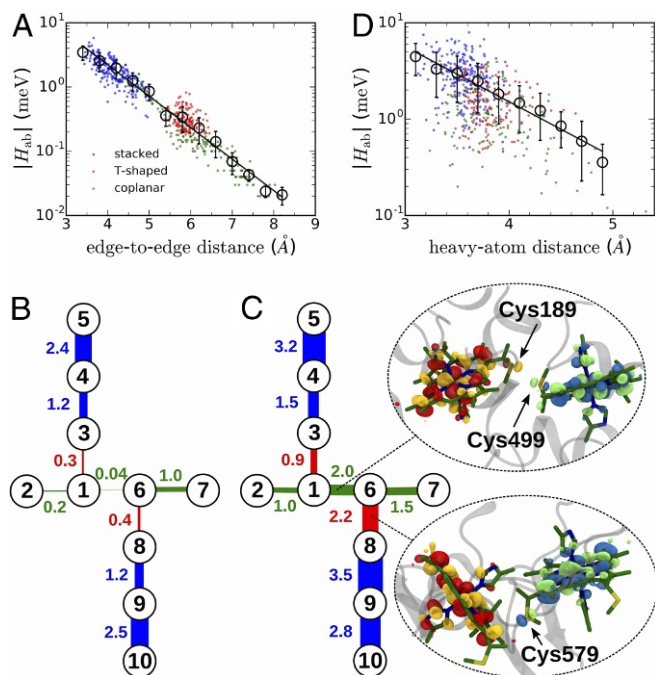 A
|H_ab| (meV)
10^1
10^0
10^-1
10^-2
stacked
T-shaped
coplanar
3 4 5 6 7 8 9
edge-to-edge distance (Å)
D
|H_ab| (meV)
10^1
10^0
10^-1
3 4 5
heavy-atom distance (Å)
B
5
2.4
4
1.2
3
0.3
0.04
1.0
2
1
6
7
0.2
0.4
8
1.2
9
2.5
10
C
5
3.2
4
1.5
3
0.9
2.0
2
1
6
7
1.0
1.5
2.2
8
3.5
9
2.8
10
Cys189
Cys499
Cys579